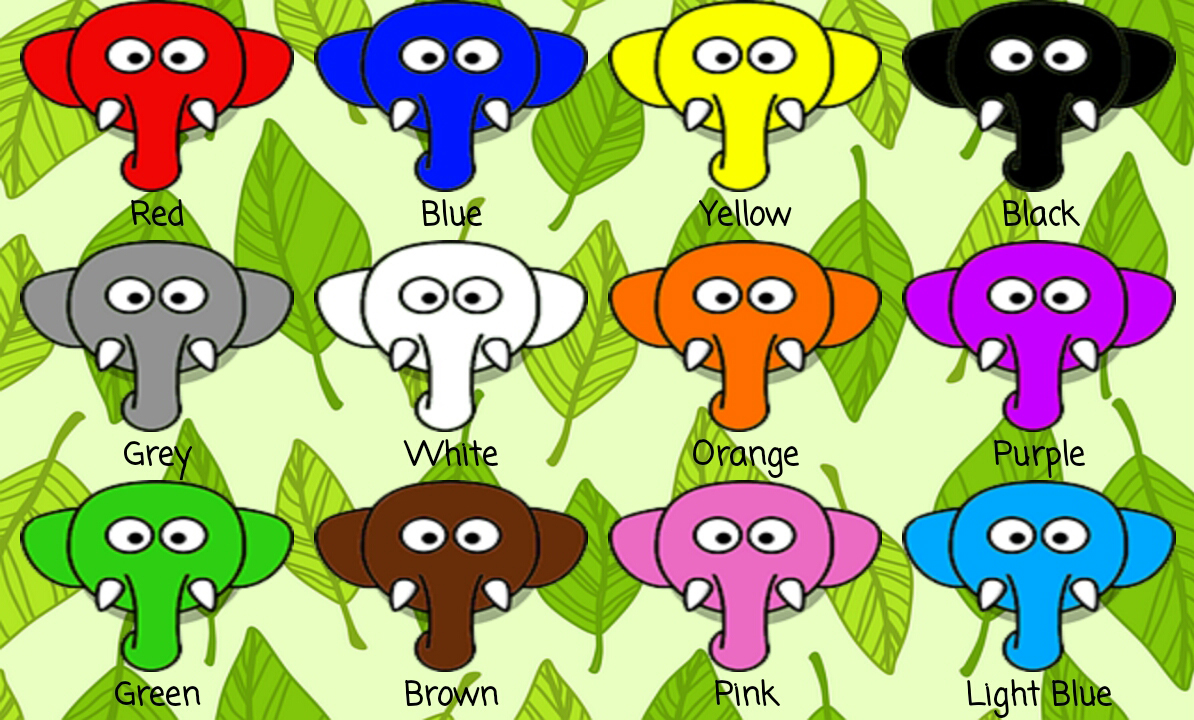 Red
Blue
Yellow
Black
Grey
White
Orange
Purple
Green
Brown
Pink
Light Blue